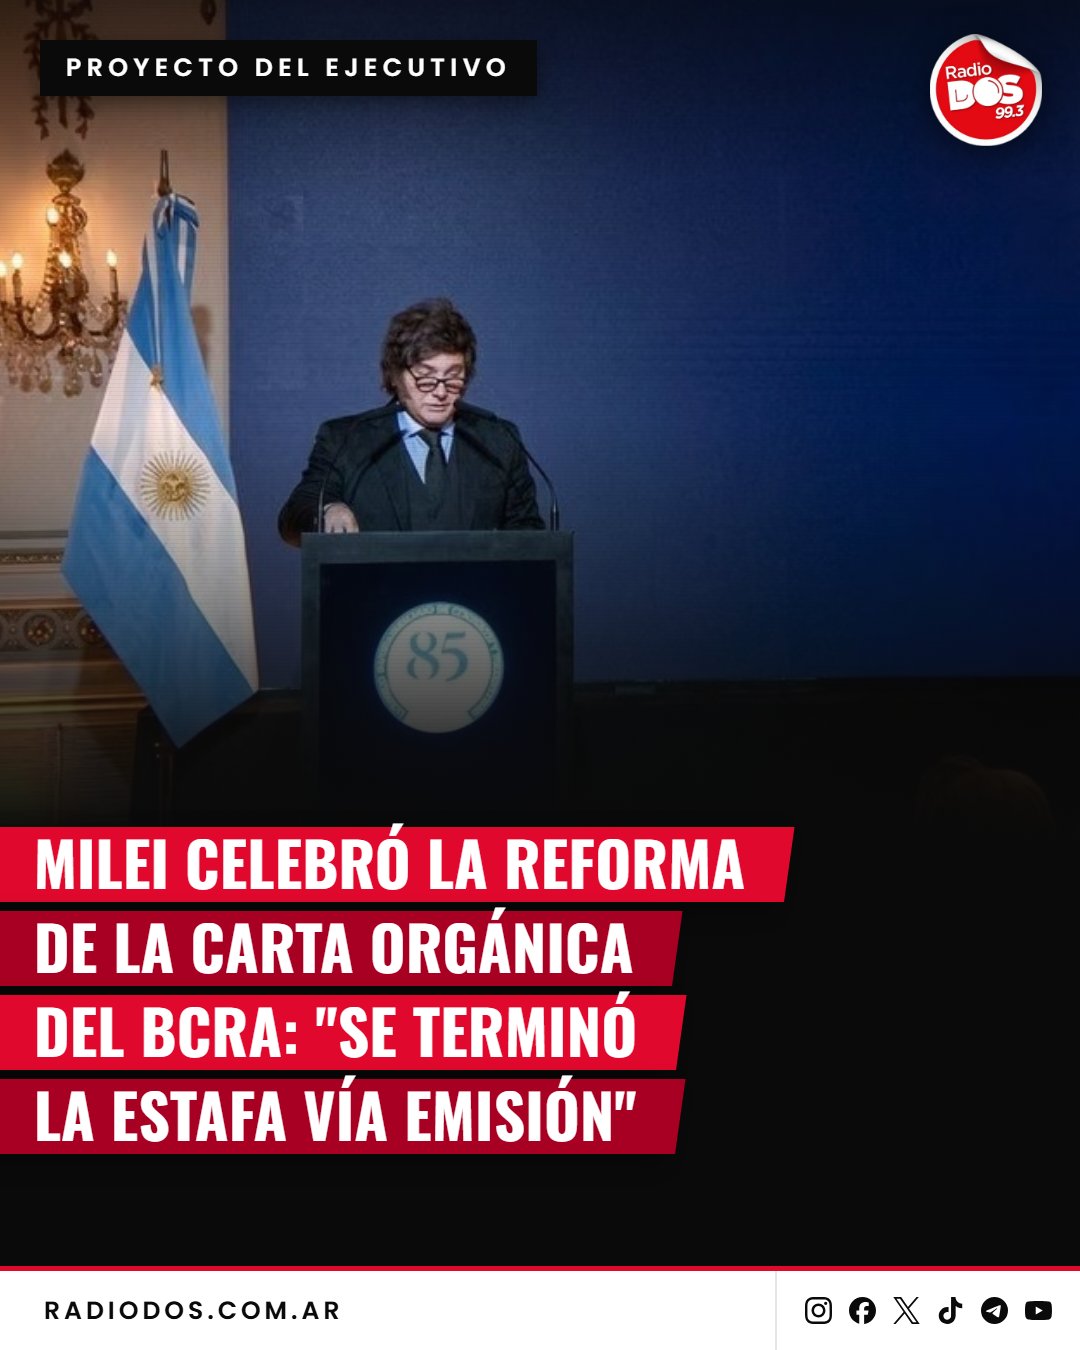 PROYECTO DEL EJECUTIVO
Radio
DOS
99.3
85
MILEI CELEBRÓ LA REFORMA
DE LA CARTA ORGÁNICA
DEL BCRA: "SE TERMINÓ
LA ESTAFA VÍA EMISIÓN"
RADIODOS.COM.AR